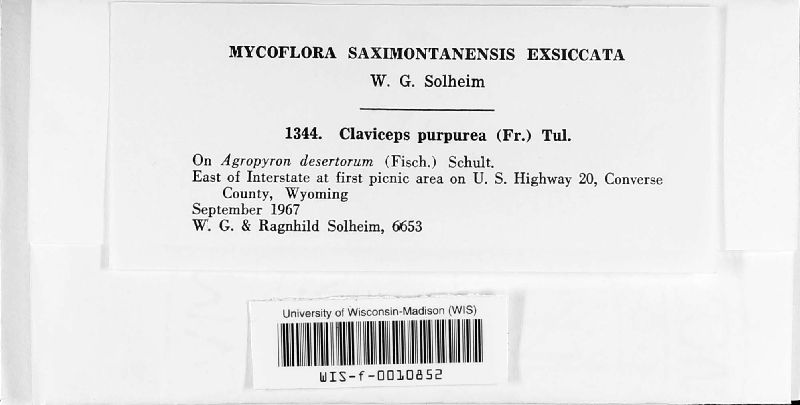 MYCOFLORA SAXIMONTANENSIS EXSICCATA
W. G. Solheim
1344. Claviceps purpurea (Fr.) Tul.
On Agropyron desertorum (Fisch.) Schult.
East of Interstate at first picnic area on U. S. Highway 20, Converse
County, Wyoming
September 1967
W. G. & Ragnhild Solheim, 6653
University of Wisconsin-Madison (WIS)
WIS-f-0010852